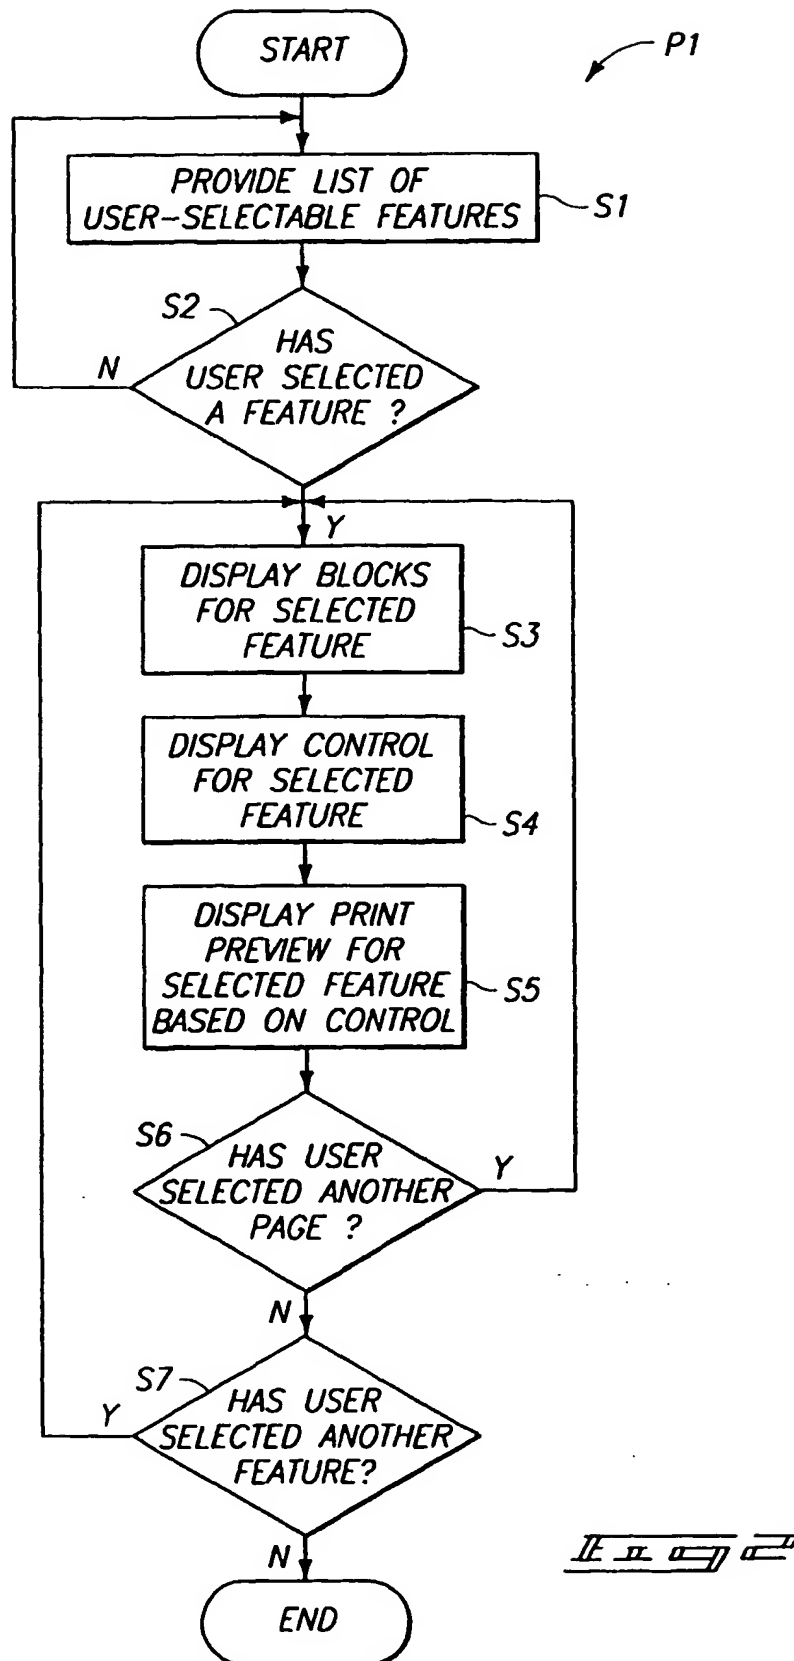 START
P1
PROVIDE LIST OF
USER-SELECTABLE FEATURES
S1
S2
HAS
USER SELECTED
A FEATURE ?
N
Y
DISPLAY BLOCKS
FOR SELECTED
FEATURE
S3
DISPLAY CONTROL
FOR SELECTED
FEATURE
S4
DISPLAY PRINT
PREVIEW FOR
SELECTED FEATURE
BASED ON CONTROL
S5
S6
HAS USER
SELECTED ANOTHER
PAGE ?
Y
N
S7
HAS USER
SELECTED ANOTHER
FEATURE?
Y
N
END
Fig 2